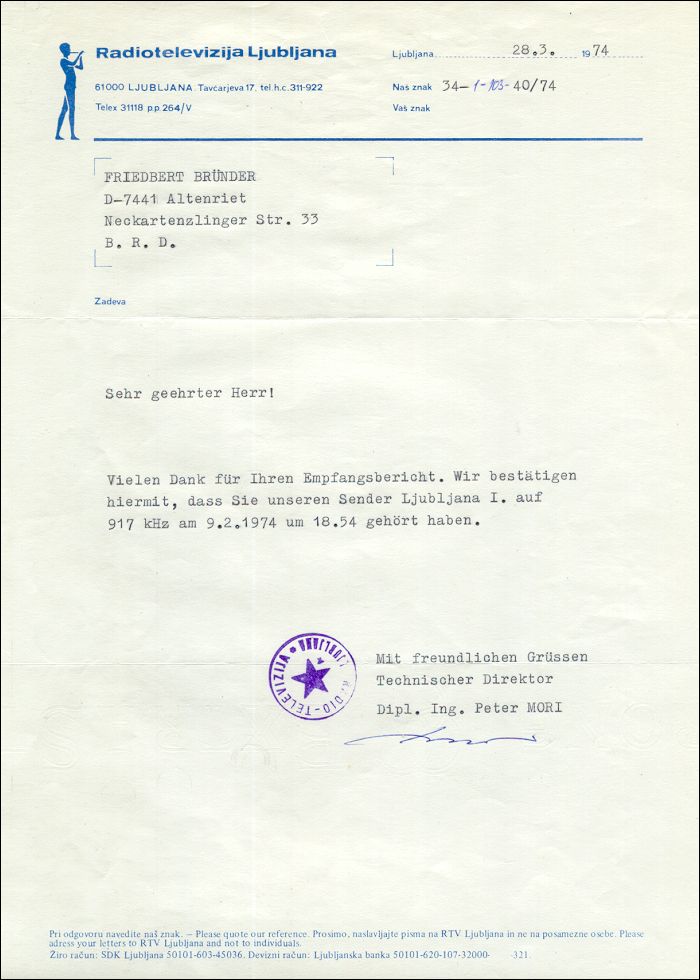 Radiotelevizija Ljubljana
61000 LJUBLJANA. Tavčarjeva 17, tel.h.c. 311-922
Telex 31118 p.p. 264/V
Ljubljana 28.3. 1974
Naš znak 34-1-103-40/74
Vaš znak
FRIEDBERT BRÜNDER
D-7441 Altenriet
Neckartenzlinger Str. 33
B. R. D.
Zadeva
Sehr geehrter Herr!
Vielen Dank für Ihren Empfangsbericht. Wir bestätigen
hiermit, dass Sie unseren Sender Ljubljana I. auf
917 kHz am 9.2.1974 um 18.54 gehört haben.
RADIO-TELEVIZIJA LJUBLJANA
Mit freundlichen Grüssen
Technischer Direktor
Dipl. Ing. Peter MORI
Pri odgovoru navedite naš znak. – Please quote our reference. Prosimo, naslavljajte pisma na RTV Ljubljana in ne na posamezne osebe. Please
adress your letters to RTV Ljubljana and not to individuals.
Žiro račun: SDK Ljubljana 50101-603-45036. Devizni račun: Ljubljanska banka 50101-620-107-32000- -321.